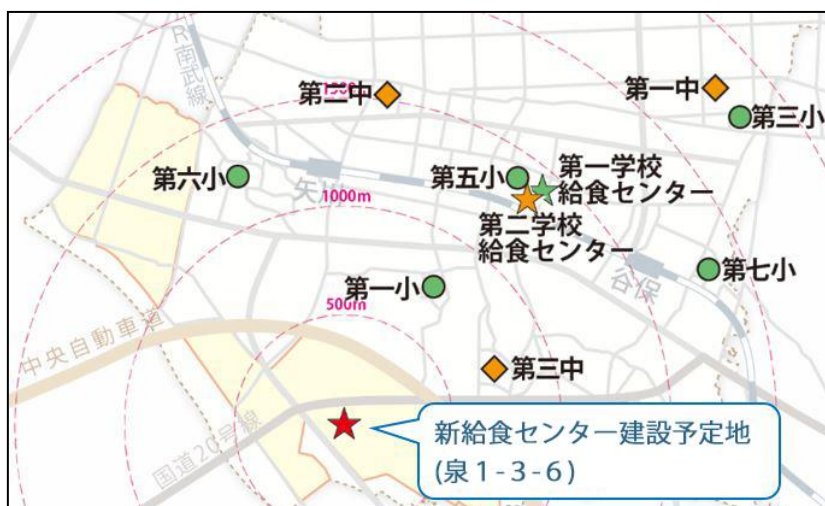 JR南武線
第二中
1500m
第一中
第三小
第六小
矢川
第五小
第一学校
給食センター
1000m
第二学校
給食センター
谷保
第七小
第一小
500m
中央自動車道
第三中
国道20号線
新給食センター建設予定地
(泉1-3-6)